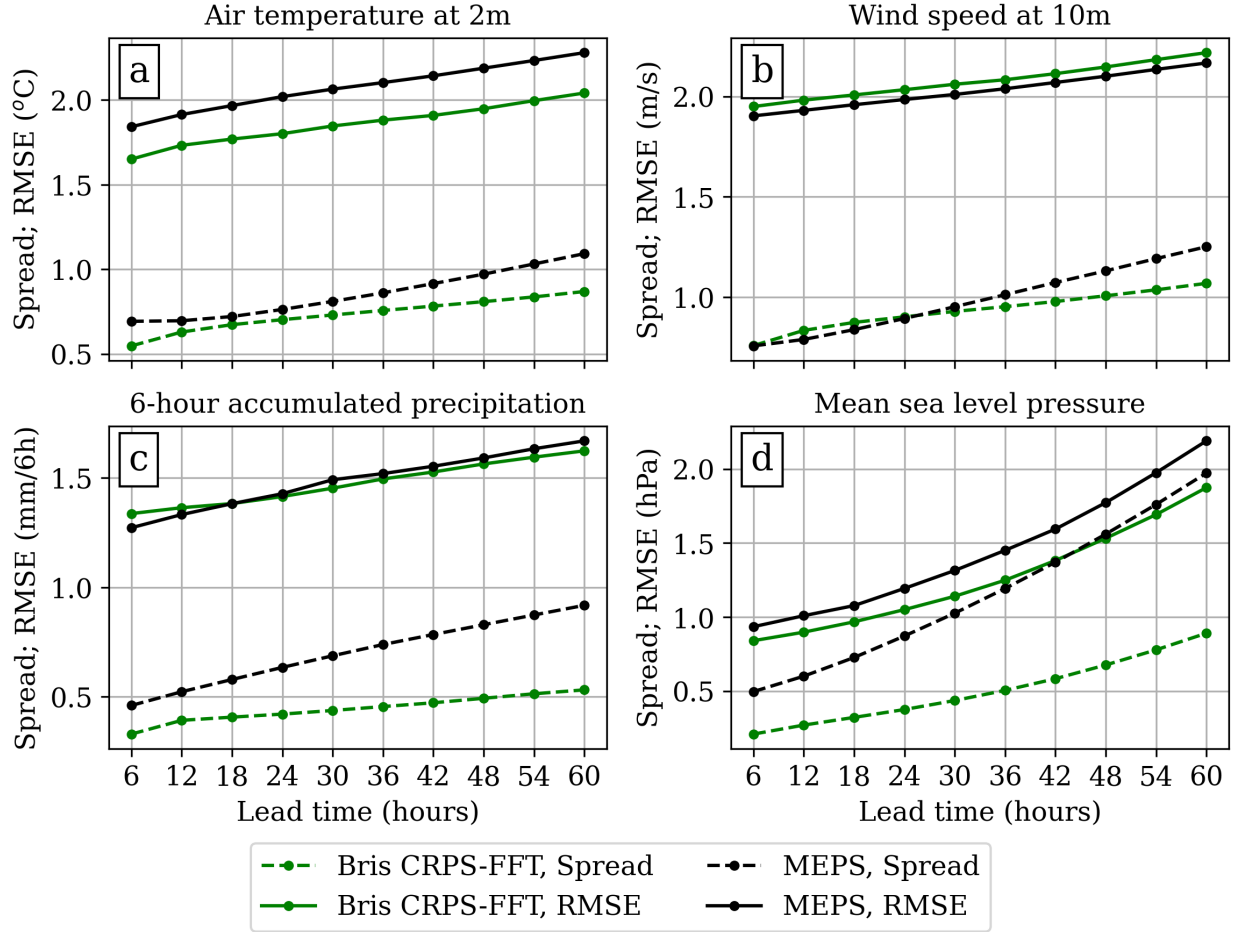 Air temperature at 2m
Wind speed at 10m
a
b
Spread; RMSE (°C)
2.0
1.5
1.0
0.5
Spread; RMSE (m/s)
2.0
1.5
1.0
6-hour accumulated precipitation
Mean sea level pressure
c
d
Spread; RMSE (mm/6h)
1.5
1.0
0.5
Spread; RMSE (hPa)
2.0
1.5
1.0
0.5
6 12 18 24 30 36 42 48 54 60
6 12 18 24 30 36 42 48 54 60
Lead time (hours)
Lead time (hours)
Bris CRPS-FFT, Spread
Bris CRPS-FFT, RMSE
MEPS, Spread
MEPS, RMSE